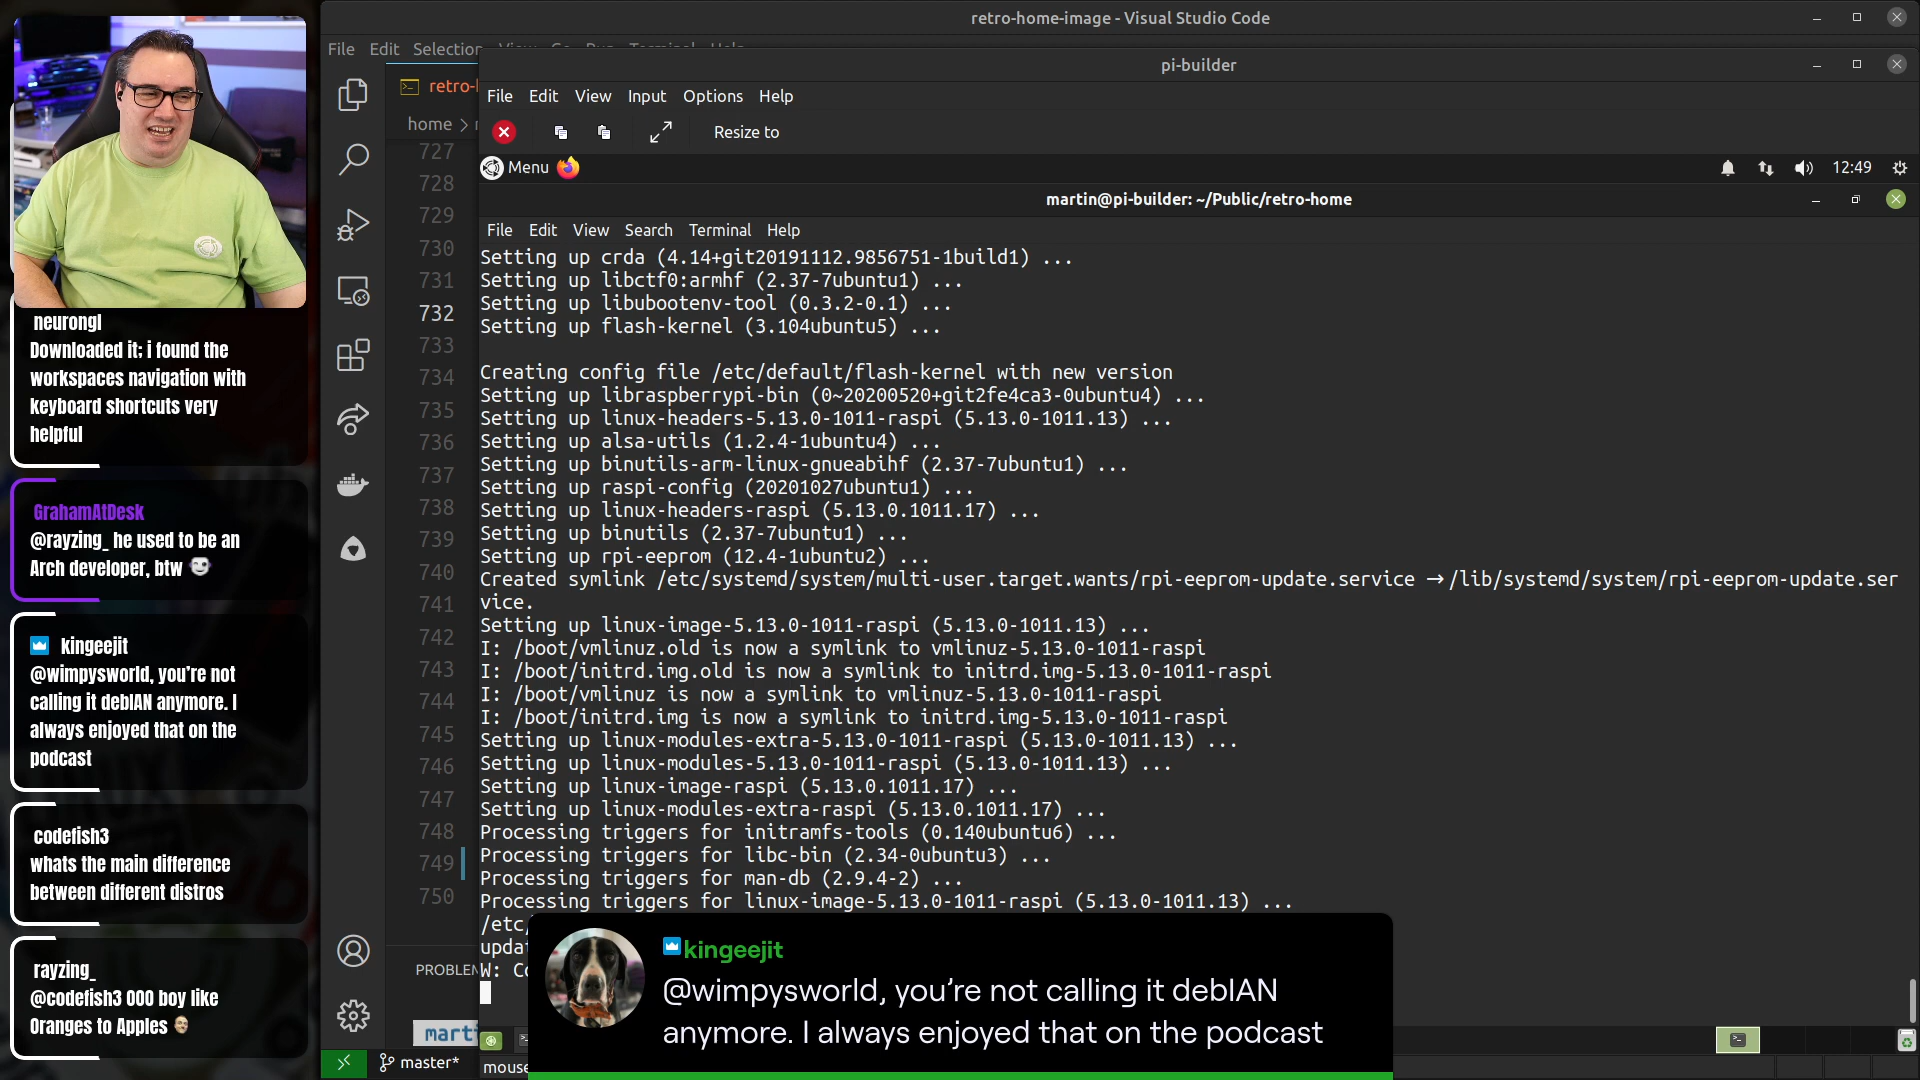 retro-home-image - Visual Studio Code
File Edit Selection View Go Run Terminal Help
pi-builder
File Edit View Input Options Help
Resize to
retro-
home >
Menu
12:49
martin@pi-builder: ~/Public/retro-home
File Edit View Search Terminal Help
727
728
729
730
731
732
733
734
735
736
737
738
739
740
741
742
743
744
745
746
747
748
749
750
Setting up crda (4.14+git20191112.9856751-1build1) ...
Setting up libctf0:armhf (2.37-7ubuntu1) ...
Setting up libubootenv-tool (0.3.2-0.1) ...
Setting up flash-kernel (3.104ubuntu5) ...
Creating config file /etc/default/flash-kernel with new version
Setting up libraspberrypi-bin (0~20200520+git2fe4ca3-0ubuntu4) ...
Setting up linux-headers-5.13.0-1011-raspi (5.13.0-1011.13) ...
Setting up alsa-utils (1.2.4-1ubuntu4) ...
Setting up binutils-arm-linux-gnueabihf (2.37-7ubuntu1) ...
Setting up raspi-config (20201027ubuntu1) ...
Setting up linux-headers-raspi (5.13.0.1011.17) ...
Setting up binutils (2.37-7ubuntu1) ...
Setting up rpi-eeprom (12.4-1ubuntu2) ...
Created symlink /etc/systemd/system/multi-user.target.wants/rpi-eeprom-update.service → /lib/systemd/system/rpi-eeprom-update.ser
vice.
Setting up linux-image-5.13.0-1011-raspi (5.13.0-1011.13) ...
I: /boot/vmlinuz.old is now a symlink to vmlinuz-5.13.0-1011-raspi
I: /boot/initrd.img.old is now a symlink to initrd.img-5.13.0-1011-raspi
I: /boot/vmlinuz is now a symlink to vmlinuz-5.13.0-1011-raspi
I: /boot/initrd.img is now a symlink to initrd.img-5.13.0-1011-raspi
Setting up linux-modules-extra-5.13.0-1011-raspi (5.13.0-1011.13) ...
Setting up linux-modules-5.13.0-1011-raspi (5.13.0-1011.13) ...
Setting up linux-image-raspi (5.13.0.1011.17) ...
Setting up linux-modules-extra-raspi (5.13.0.1011.17) ...
Processing triggers for initramfs-tools (0.140ubuntu6) ...
Processing triggers for libc-bin (2.34-0ubuntu3) ...
Processing triggers for man-db (2.9.4-2) ...
Processing triggers for linux-image-5.13.0-1011-raspi (5.13.0-1011.13) ...
/etc/
updat
W: Co
PROBLEM
marti
master*
mouse
kingeejit
@wimpysworld, you're not calling it debIAN
anymore. I always enjoyed that on the podcast
neurongl
Downloaded it; i found the
workspaces navigation with
keyboard shortcuts very
helpful
GrahamAtDesk
@rayzing_ he used to be an
Arch developer, btw
kingeejit
@wimpysworld, you're not
calling it debIAN anymore. I
always enjoyed that on the
podcast
codefish3
whats the main difference
between different distros
rayzing_
@codefish3 OOO boy like
Oranges to Apples